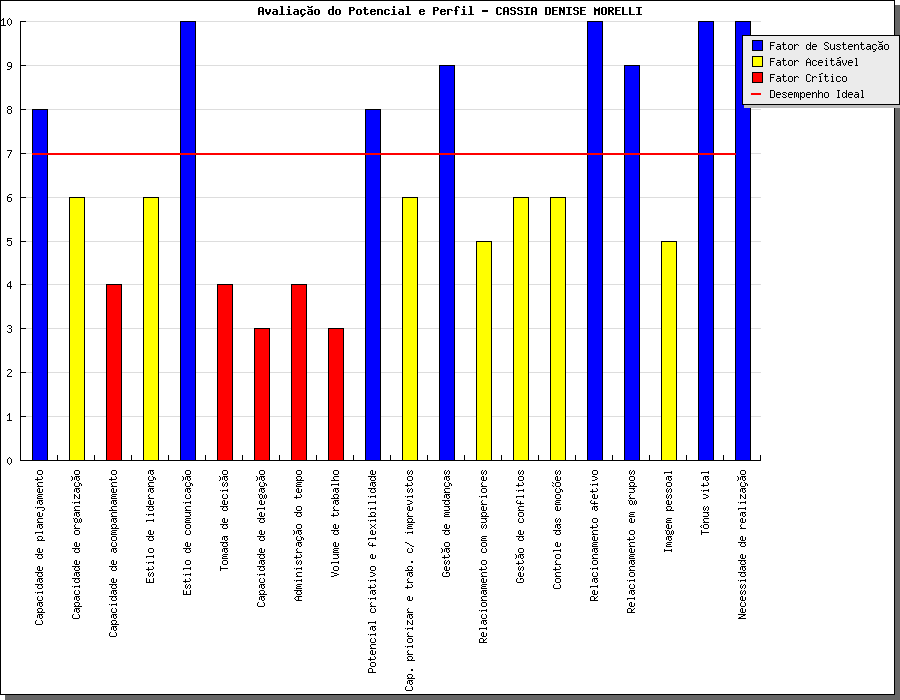 Avaliação do Potencial e Perfil - CASSIA DENISE MORELLI
10
9
8
7
6
5
4
3
2
1
0
Fator de Sustentação
Fator Aceitável
Fator Crítico
Desempenho Ideal
Capacidade de planejamento
Capacidade de organização
Capacidade de acompanhamento
Estilo de liderança
Estilo de comunicação
Tomada de decisão
Capacidade de delegação
Administração do tempo
Volume de trabalho
Potencial criativo e flexibilidade
Cap. priorizar e trab. c/ imprevistos
Gestão de mudanças
Relacionamento com superiores
Gestão de conflitos
Controle das emoções
Relacionamento afetivo
Relacionamento em grupos
Imagem pessoal
Tônus vital
Necessidade de realização